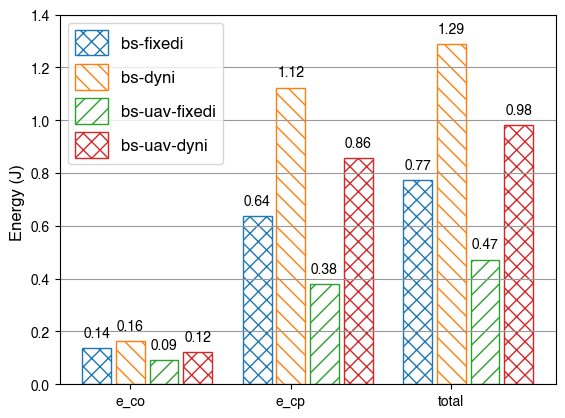 1.4
1.2
1.0
0.8
0.6
0.4
0.2
0.0
Energy (J)
bs-fixedi
bs-dyni
bs-uav-fixedi
bs-uav-dyni
0.14
0.16
0.09
0.12
0.64
1.12
0.38
0.86
0.77
1.29
0.47
0.98
e_co
e_cp
total